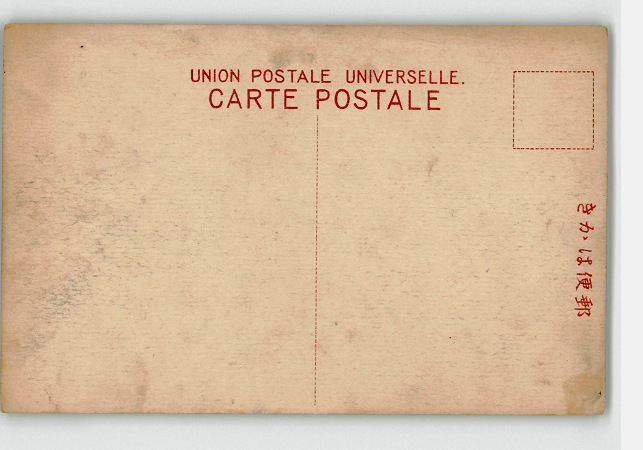 UNION POSTALE UNIVERSELLE.
CARTE POSTALE
郵便はがき